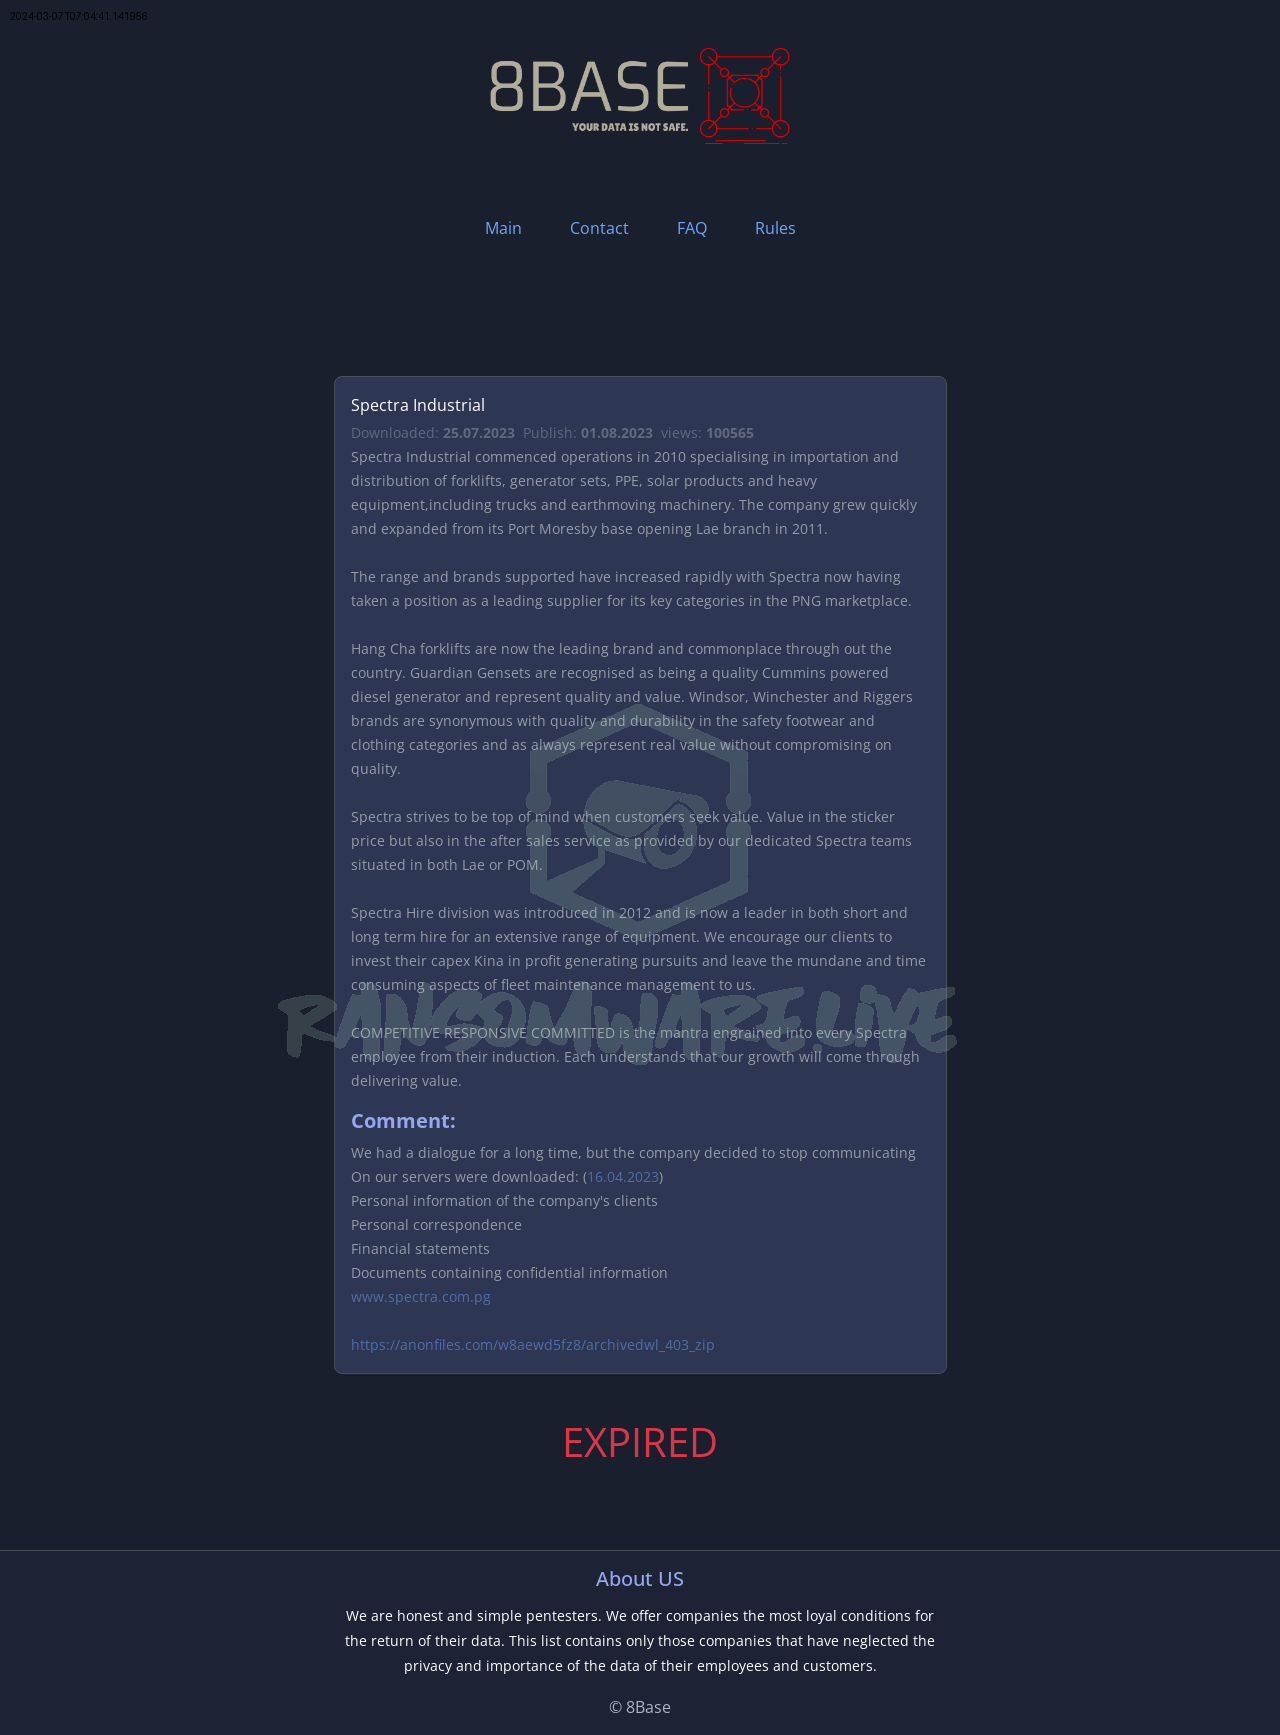 2024-03-07T07:04:41.141956
8BASE
YOUR DATA IS NOT SAFE.
Main Contact FAQ Rules
Spectra Industrial
Downloaded: 25.07.2023 Publish: 01.08.2023 views: 100565
Spectra Industrial commenced operations in 2010 specialising in importation and
distribution of forklifts, generator sets, PPE, solar products and heavy
equipment,including trucks and earthmoving machinery. The company grew quickly
and expanded from its Port Moresby base opening Lae branch in 2011.
The range and brands supported have increased rapidly with Spectra now having
taken a position as a leading supplier for its key categories in the PNG marketplace.
Hang Cha forklifts are now the leading brand and commonplace through out the
country. Guardian Gensets are recognised as being a quality Cummins powered
diesel generator and represent quality and value. Windsor, Winchester and Riggers
brands are synonymous with quality and durability in the safety footwear and
clothing categories and as always represent real value without compromising on
quality.
Spectra strives to be top of mind when customers seek value. Value in the sticker
price but also in the after sales service as provided by our dedicated Spectra teams
situated in both Lae or POM.
Spectra Hire division was introduced in 2012 and is now a leader in both short and
long term hire for an extensive range of equipment. We encourage our clients to
invest their capex Kina in profit generating pursuits and leave the mundane and time
consuming aspects of fleet maintenance management to us.
RANSOMWARE.LIVE
COMPETITIVE RESPONSIVE COMMITTED is the mantra engrained into every Spectra
employee from their induction. Each understands that our growth will come through
delivering value.
Comment:
We had a dialogue for a long time, but the company decided to stop communicating
On our servers were downloaded: (16.04.2023)
Personal information of the company's clients
Personal correspondence
Financial statements
Documents containing confidential information
www.spectra.com.pg
https://anonfiles.com/w8aewd5fz8/archivedwl_403_zip
EXPIRED
About US
We are honest and simple pentesters. We offer companies the most loyal conditions for
the return of their data. This list contains only those companies that have neglected the
privacy and importance of the data of their employees and customers.
© 8Base